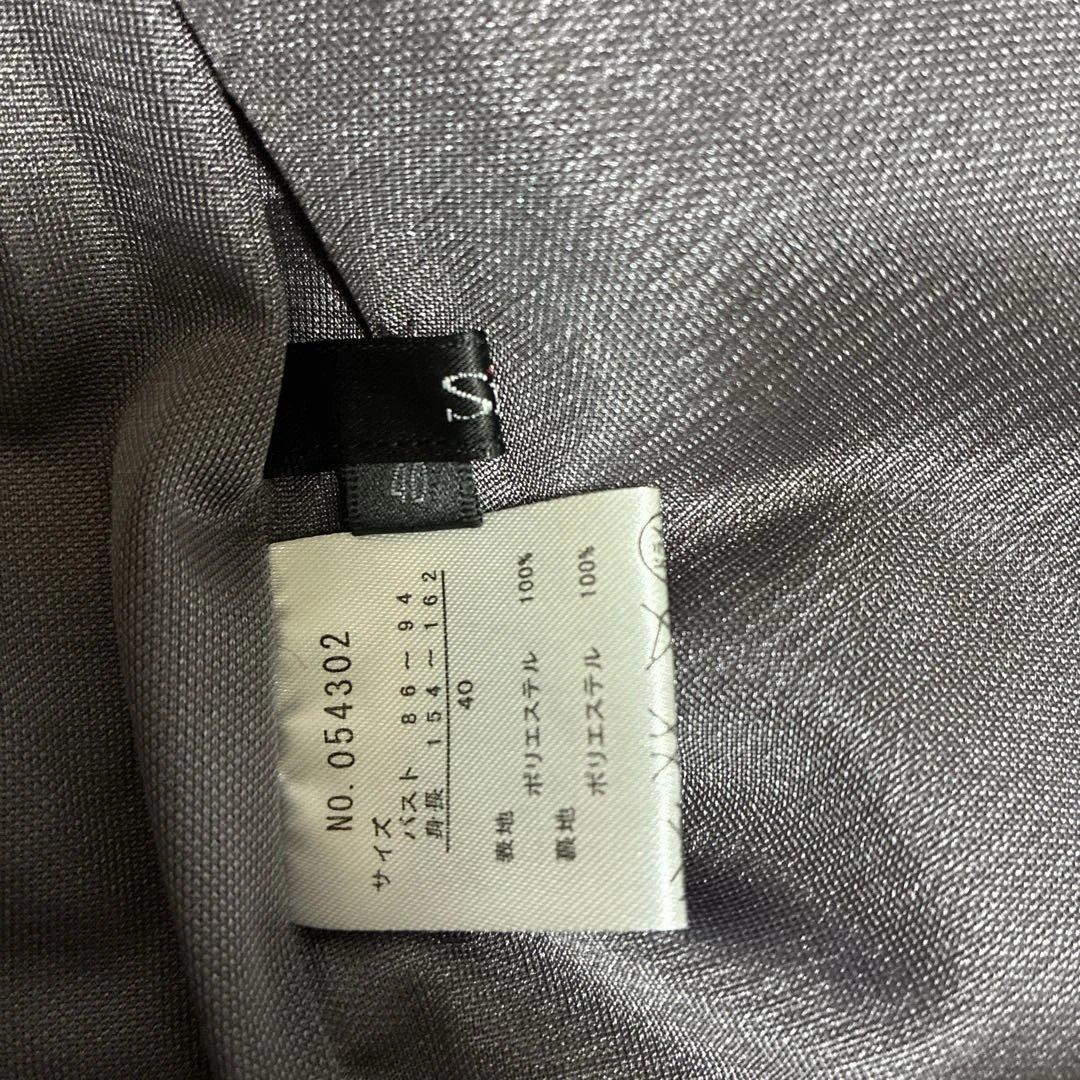 S
40
NO. 054302
サイズ
バスト 86－94
身長 154－162
40
表地 ポリエステル 100%
裏地 ポリエステル 100%